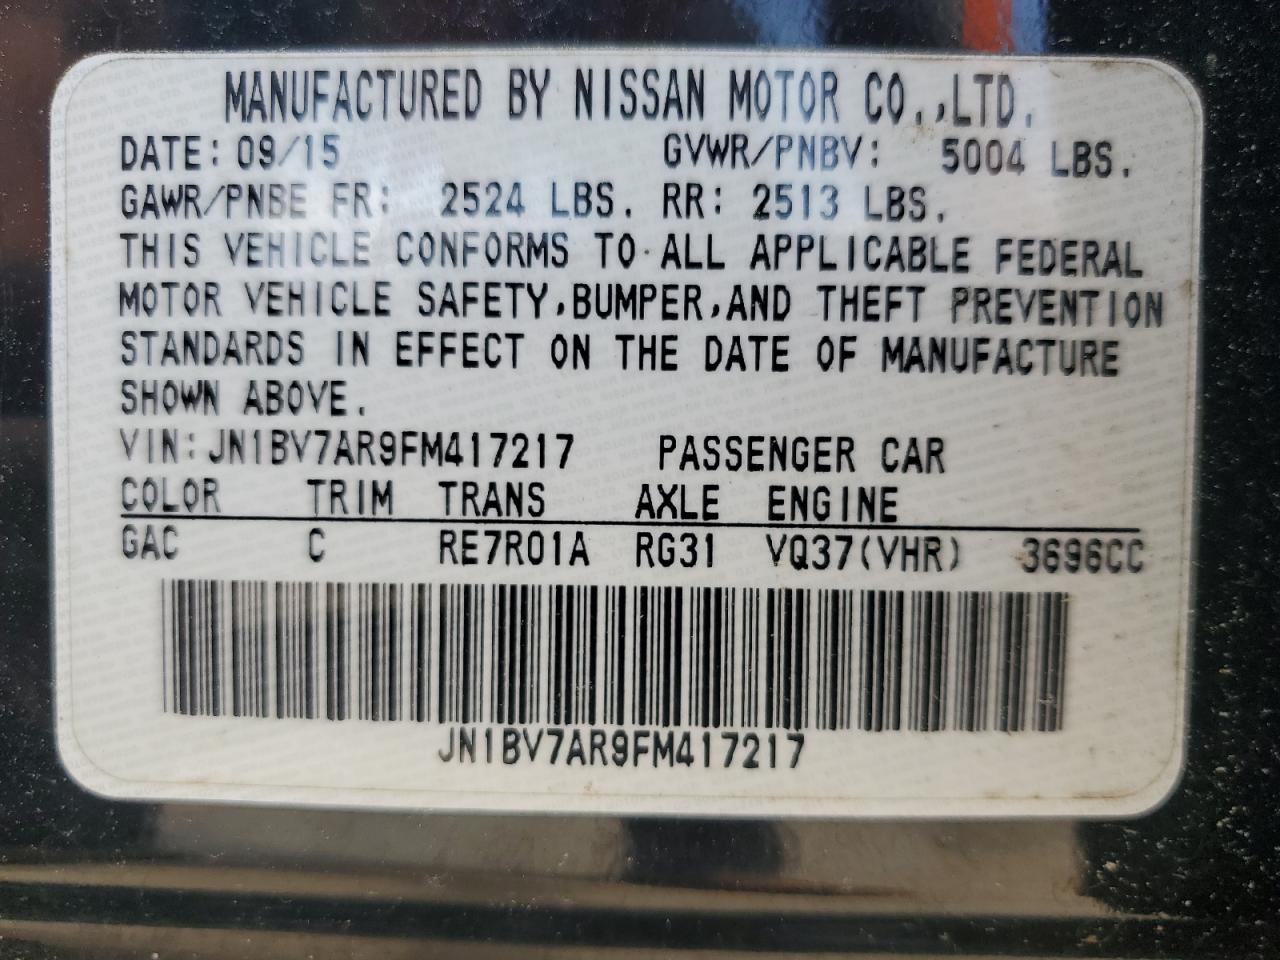 MANUFACTURED BY NISSAN MOTOR CO.,LTD.
DATE: 09/15 GVWR/PNBV: 5004 LBS.
GAWR/PNBE FR: 2524 LBS. RR: 2513 LBS.
THIS VEHICLE CONFORMS TO ALL APPLICABLE FEDERAL
MOTOR VEHICLE SAFETY,BUMPER,AND THEFT PREVENTION
STANDARDS IN EFFECT ON THE DATE OF MANUFACTURE
SHOWN ABOVE.
VIN:JN1BV7AR9FM417217 PASSENGER CAR
COLOR TRIM TRANS AXLE ENGINE
GAC C RE7R01A RG31 VQ37(VHR) 3696CC
JN1BV7AR9FM417217